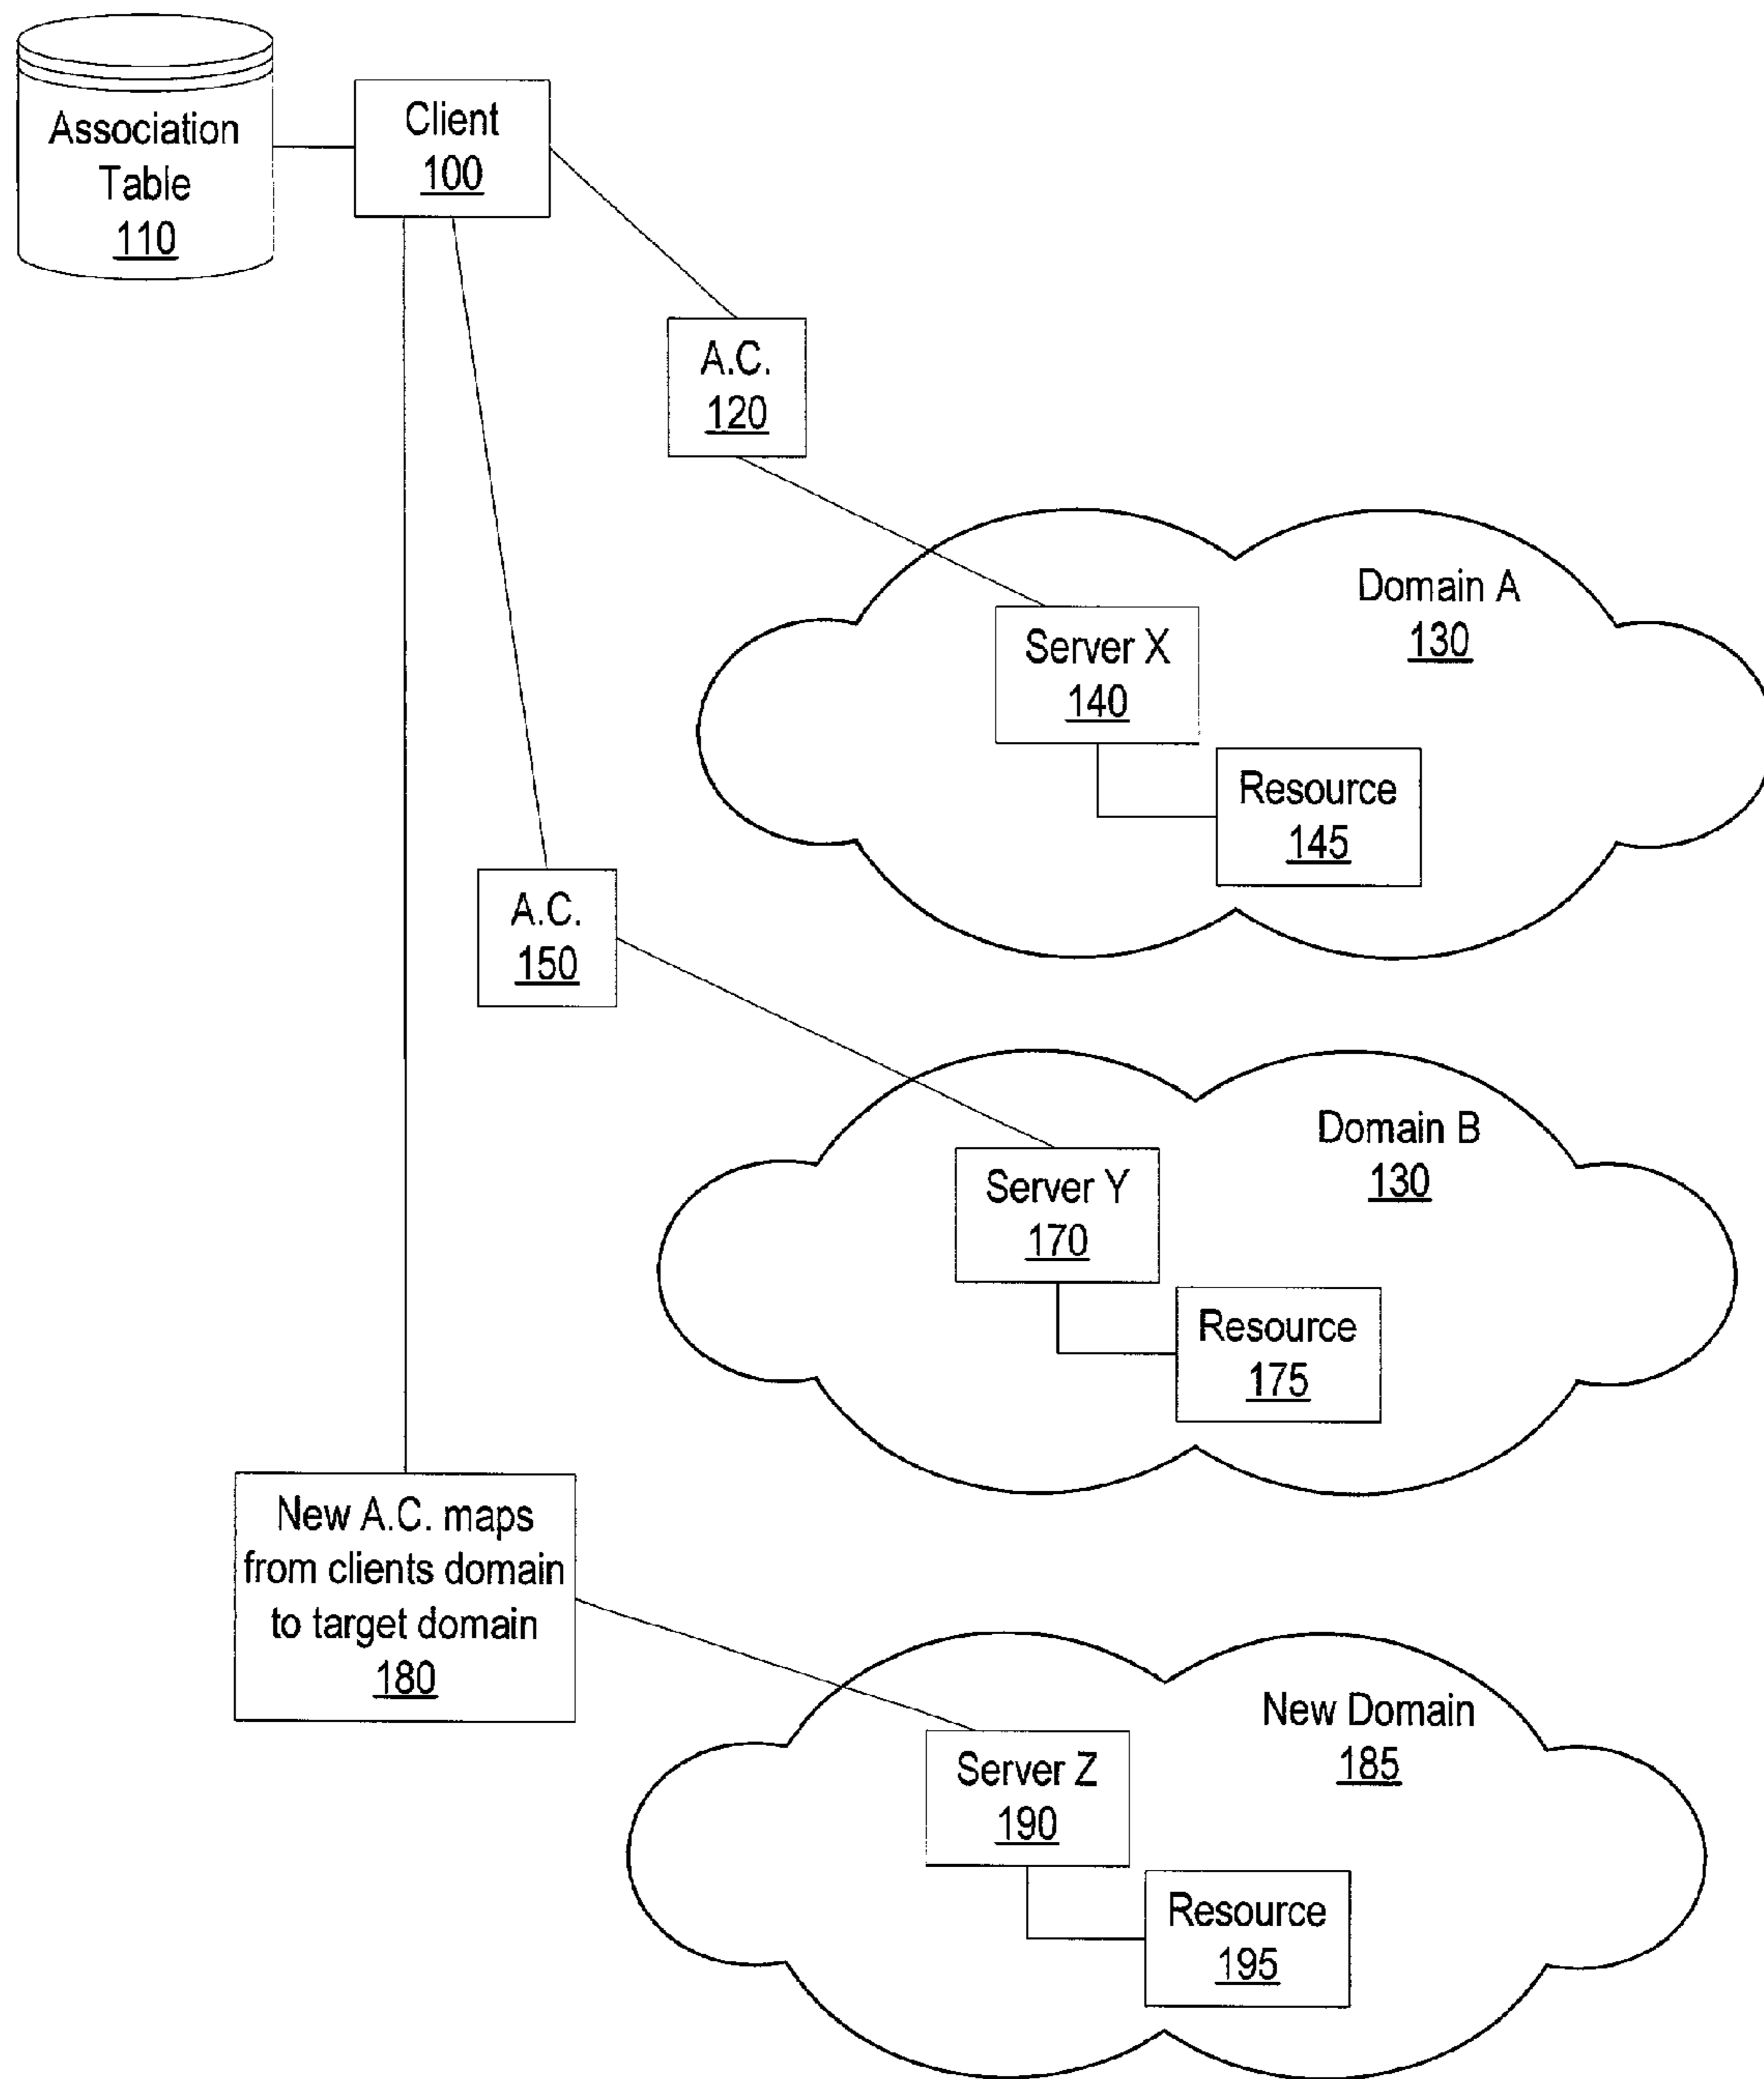 Association
Table
110
Client
100
A.C.
120
Domain A
130
Server X
140
Resource
145
A.C.
150
Domain B
130
Server Y
170
Resource
175
New A.C. maps
from clients domain
to target domain
180
New Domain
185
Server Z
190
Resource
195